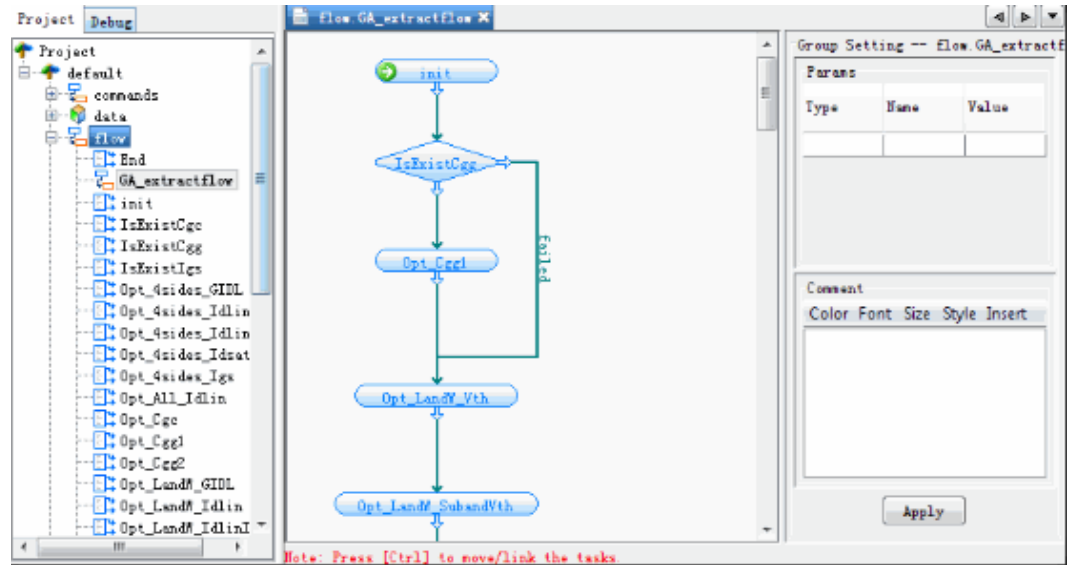 Project Debug
Project
default
commands
data
flow
End
GA_extractflow
init
IsExistCgc
IsExistCgg
IsExistIgs
Opt_4sides_GIDL
Opt_4sides_Idlin
Opt_4sides_Idlin
Opt_4sides_Idsat
Opt_4sides_Igs
Opt_All_Idlin
Opt_Cgc
Opt_Cgg1
Opt_Cgg2
Opt_LandW_GIDL
Opt_LandW_Idlin
Opt_LandW_IdlinI
flow.GA_extractflow
init
IsExistCgg
failed
Opt_Cgg1
Opt_LandW_Vth
Opt_LandW_SubandVth
Note: Press [Ctrl] to move/link the tasks.
Group Setting -- flow.GA_extractf
Params
Type Name Value
Comment
Color Font Size Style Insert
Apply